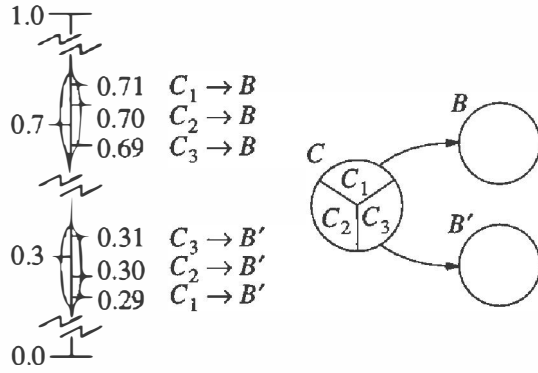 1.0
0.71 C₁ → B
0.7 0.70 C₂ → B
0.69 C₃ → B
0.31 C₃ → B′
0.3 0.30 C₂ → B′
0.29 C₁ → B′
0.0
B
C
C₁
C₂ C₃
B′